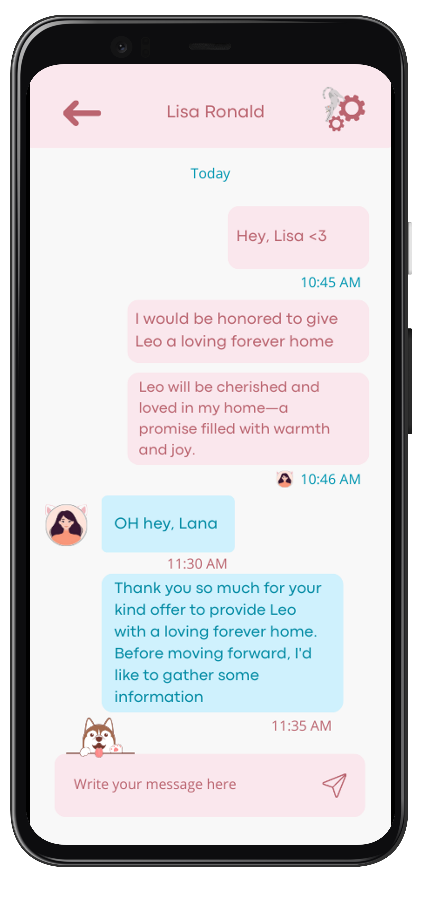 Lisa Ronald
Today
Hey, Lisa <3
10:45 AM
I would be honored to give
Leo a loving forever home
Leo will be cherished and
loved in my home—a
promise filled with warmth
and joy.
10:46 AM
OH hey, Lana
11:30 AM
Thank you so much for your
kind offer to provide Leo
with a loving forever home.
Before moving forward, I'd
like to gather some
information
11:35 AM
Write your message here